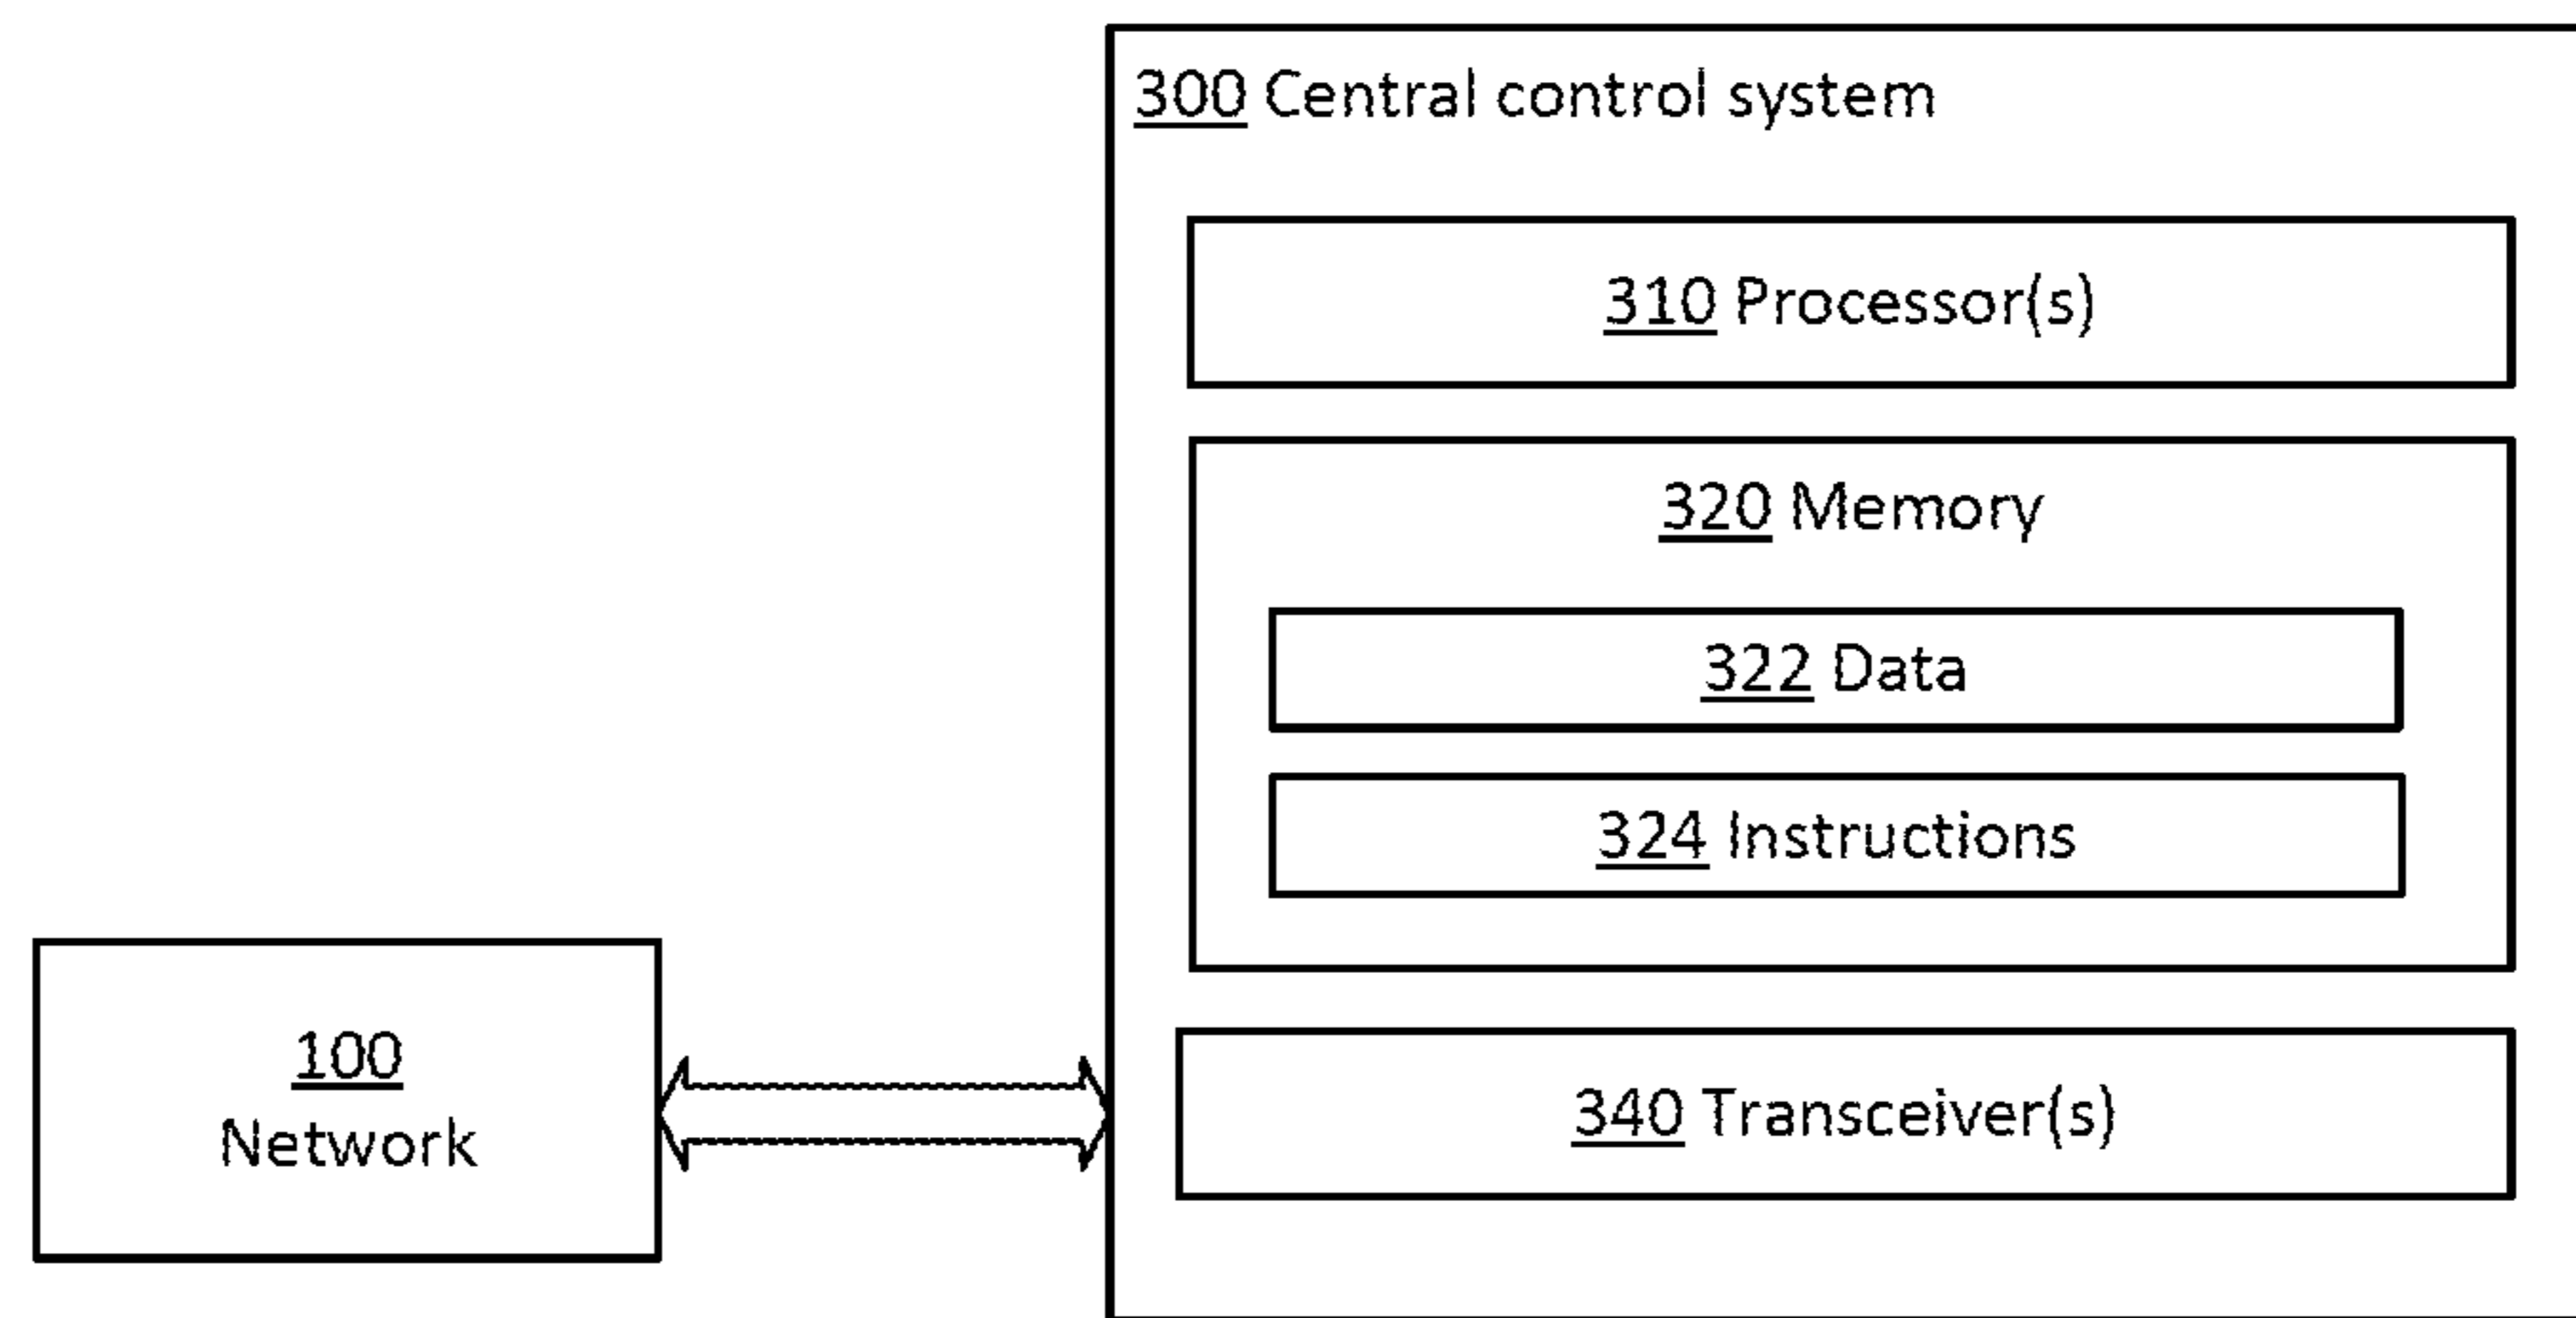 300 Central control system
310 Processor(s)
320 Memory
322 Data
324 Instructions
100
Network
340 Transceiver(s)